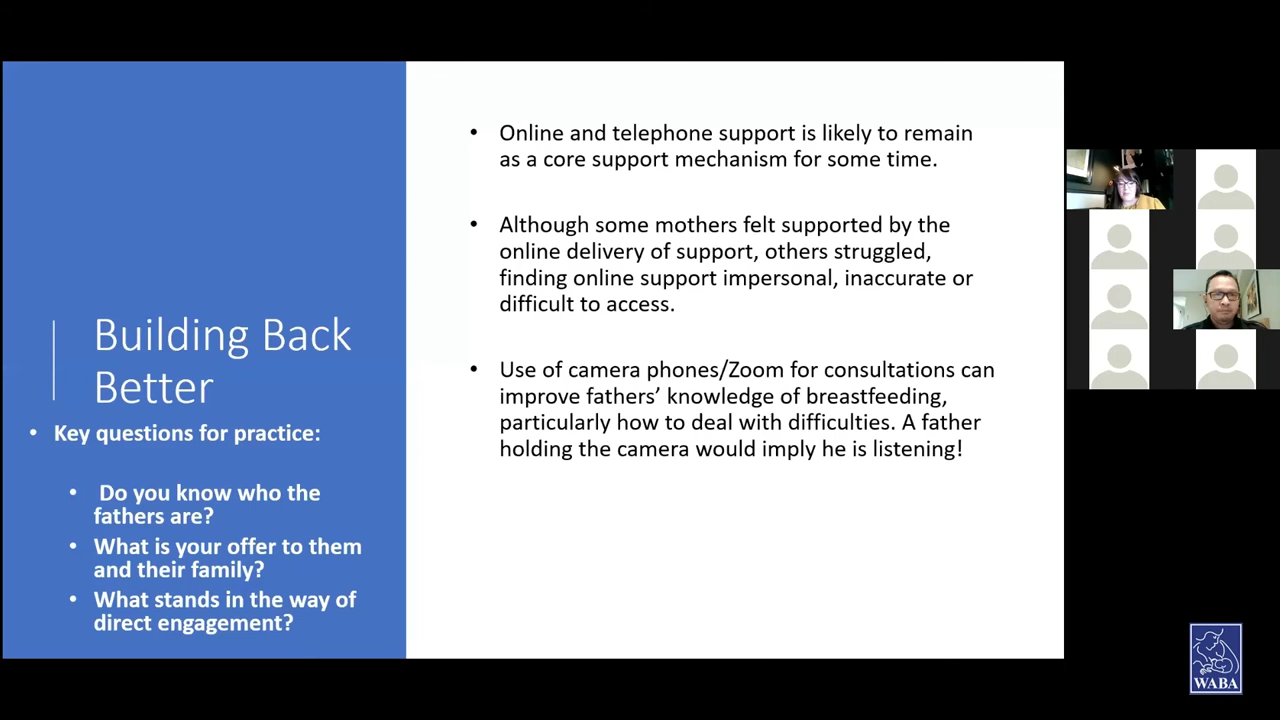 Building Back
Better
• Key questions for practice:
• Do you know who the
fathers are?
• What is your offer to them
and their family?
• What stands in the way of
direct engagement?
• Online and telephone support is likely to remain
as a core support mechanism for some time.
• Although some mothers felt supported by the
online delivery of support, others struggled,
finding online support impersonal, inaccurate or
difficult to access.
• Use of camera phones/Zoom for consultations can
improve fathers’ knowledge of breastfeeding,
particularly how to deal with difficulties. A father
holding the camera would imply he is listening!
WABA